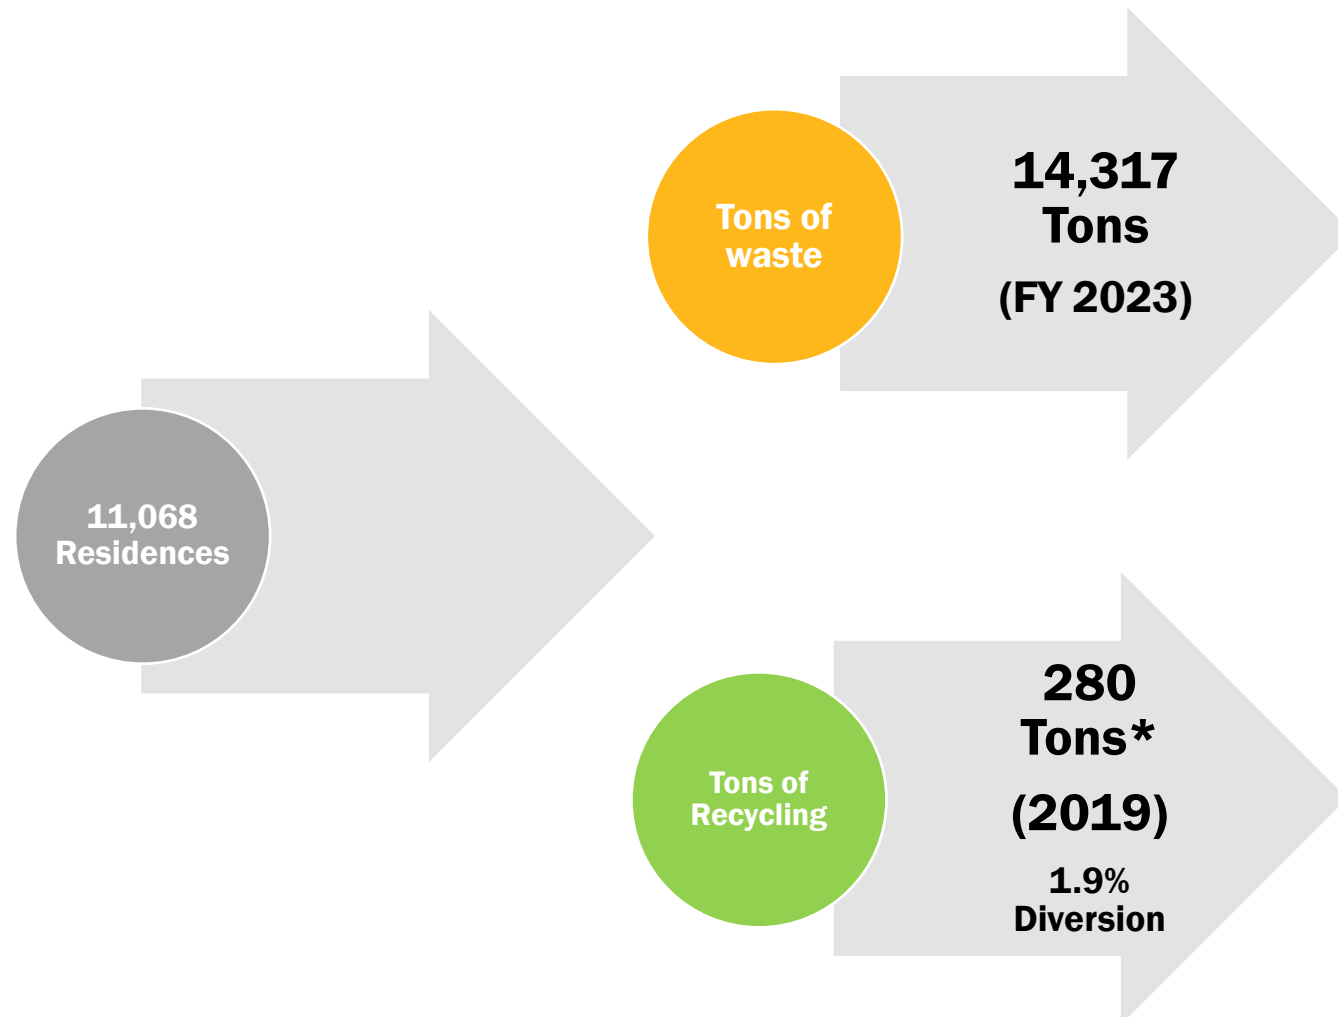 11,068
Residences
Tons of
waste
14,317
Tons
(FY 2023)
Tons of
Recycling
280
Tons*
(2019)
1.9%
Diversion